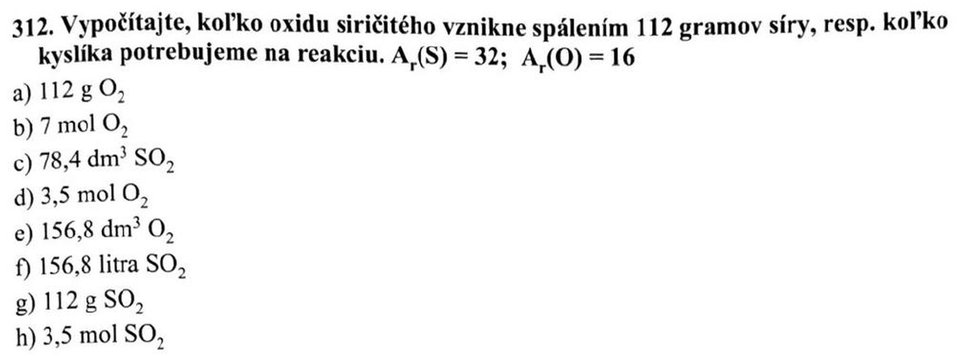 312. Vypočítajte, koľko oxidu siričitého vznikne spálením 112 gramov síry, resp. koľko
kyslíka potrebujeme na reakciu. Aᵣ(S) = 32; Aᵣ(O) = 16
a) 112 g O₂
b) 7 mol O₂
c) 78,4 dm³ SO₂
d) 3,5 mol O₂
e) 156,8 dm³ O₂
f) 156,8 litra SO₂
g) 112 g SO₂
h) 3,5 mol SO₂